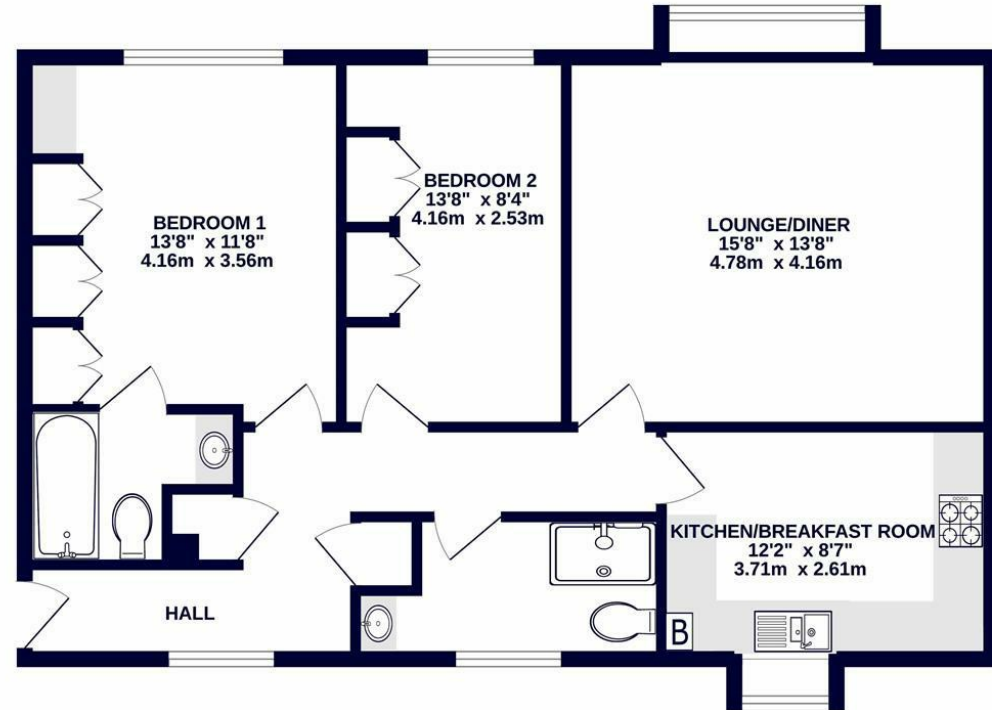 BEDROOM 1
13'8" x 11'8"
4.16m x 3.56m
BEDROOM 2
13'8" x 8'4"
4.16m x 2.53m
LOUNGE/DINER
15'8" x 13'8"
4.78m x 4.16m
KITCHEN/BREAKFAST ROOM
12'2" x 8'7"
3.71m x 2.61m
HALL
B